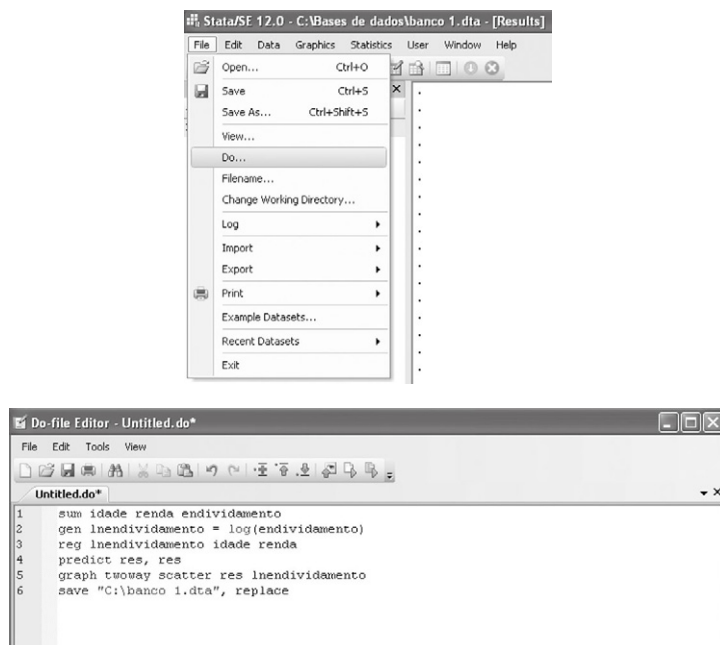 Stata/SE 12.0 - C:\Bases de dados\banco 1.dta - [Results]
File Edit Data Graphics Statistics User Window Help
Open... Ctrl+O
Save Ctrl+S
Save As... Ctrl+Shift+S
View...
Do...
Filename...
Change Working Directory...
Log
Import
Export
Print
Example Datasets...
Recent Datasets
Exit
Do-file Editor - Untitled.do*
File Edit Tools View
Untitled.do*
1 sum idade renda endividamento
2 gen lnendividamento = log(endividamento)
3 reg lnendividamento idade renda
4 predict res, res
5 graph twoway scatter res lnendividamento
6 save "C:\banco 1.dta", replace